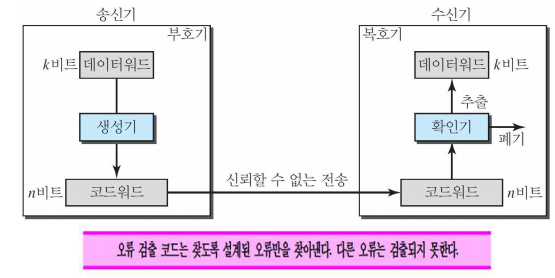 송신기
수신기
부호기
복호기
k비트
데이터워드
데이터워드
k비트
추출
생성기
확인기
폐기
신뢰할 수 없는 전송
n비트
코드워드
코드워드
n비트
오류 검출 코드는 찾도록 설계된 오류만을 찾아낸다. 다른 오류는 검출되지 못한다.